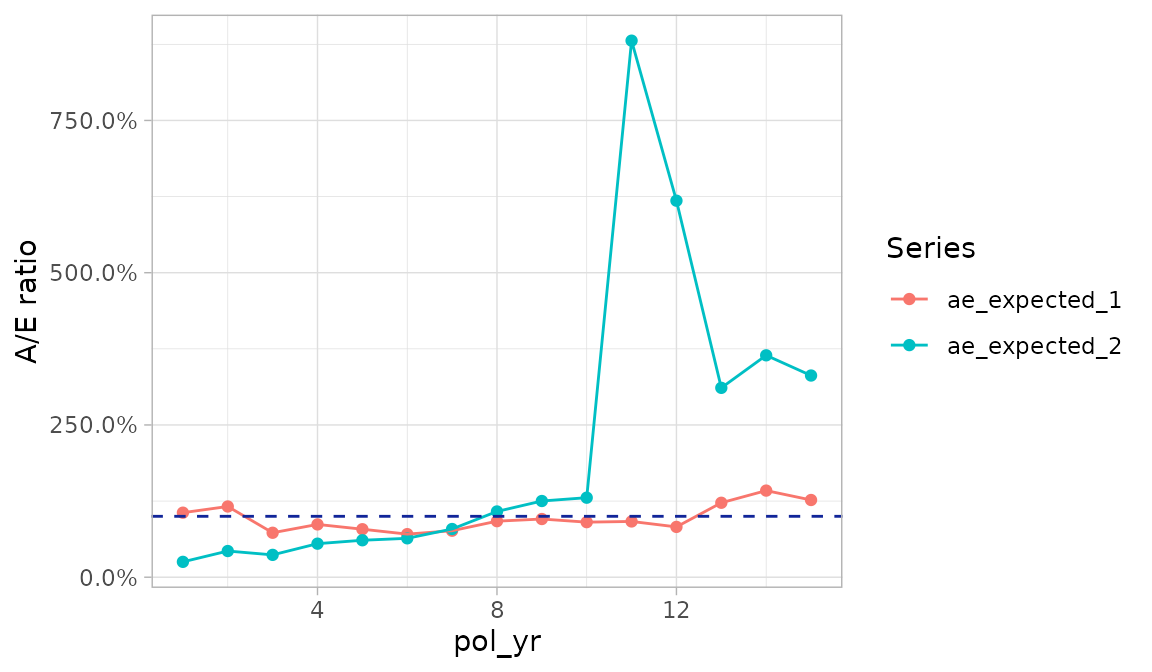 750.0%
500.0%
250.0%
0.0%
A/E ratio
4 8 12
pol_yr
Series
ae_expected_1
ae_expected_2